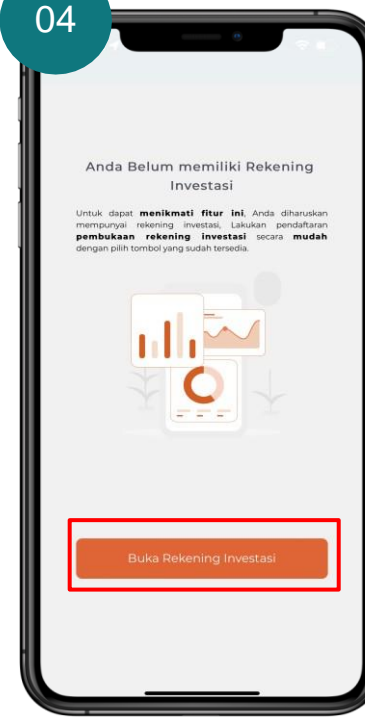 04
Anda Belum memiliki Rekening
Investasi
Untuk dapat menikmati fitur ini, Anda diharuskan
mempunyai rekening investasi, Lakukan pendaftaran
pembukaan rekening investasi secara mudah
dengan pilih tombol yang sudah tersedia.
Buka Rekening Investasi